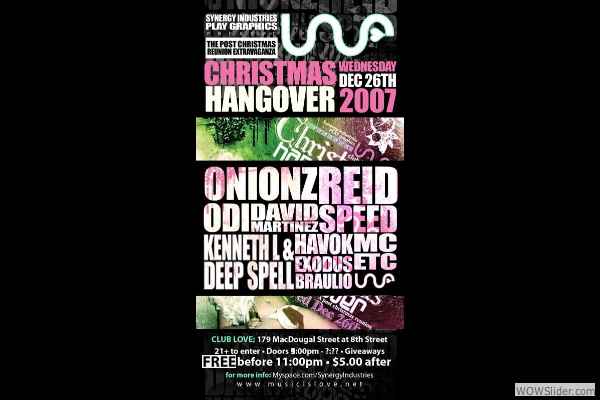 SYNERGY INDUSTRIES
PLAY GRAPHICS
PRESENT
THE POST CHRISTMAS
REUNION EXTRAVAGANZA
LOVE
CHRISTMAS
HANGOVER
WEDNESDAY
DEC 26TH
2007
ONIONZ REID
SPEED
ODI DAVID
MARTINEZ
KENNETH L &
DEEP SPELL
HAVOK MC
EXODUS ETC
BRAULIO
CLUB LOVE: 179 MacDougal Street at 8th Street
21+ to enter • Doors 9:00pm - ?:?? • Giveaways
FREE before 11:00pm • $5.00 after
for more info: Myspace.com/SynergyIndustries
www.musicislove.net
WOWSlider.com